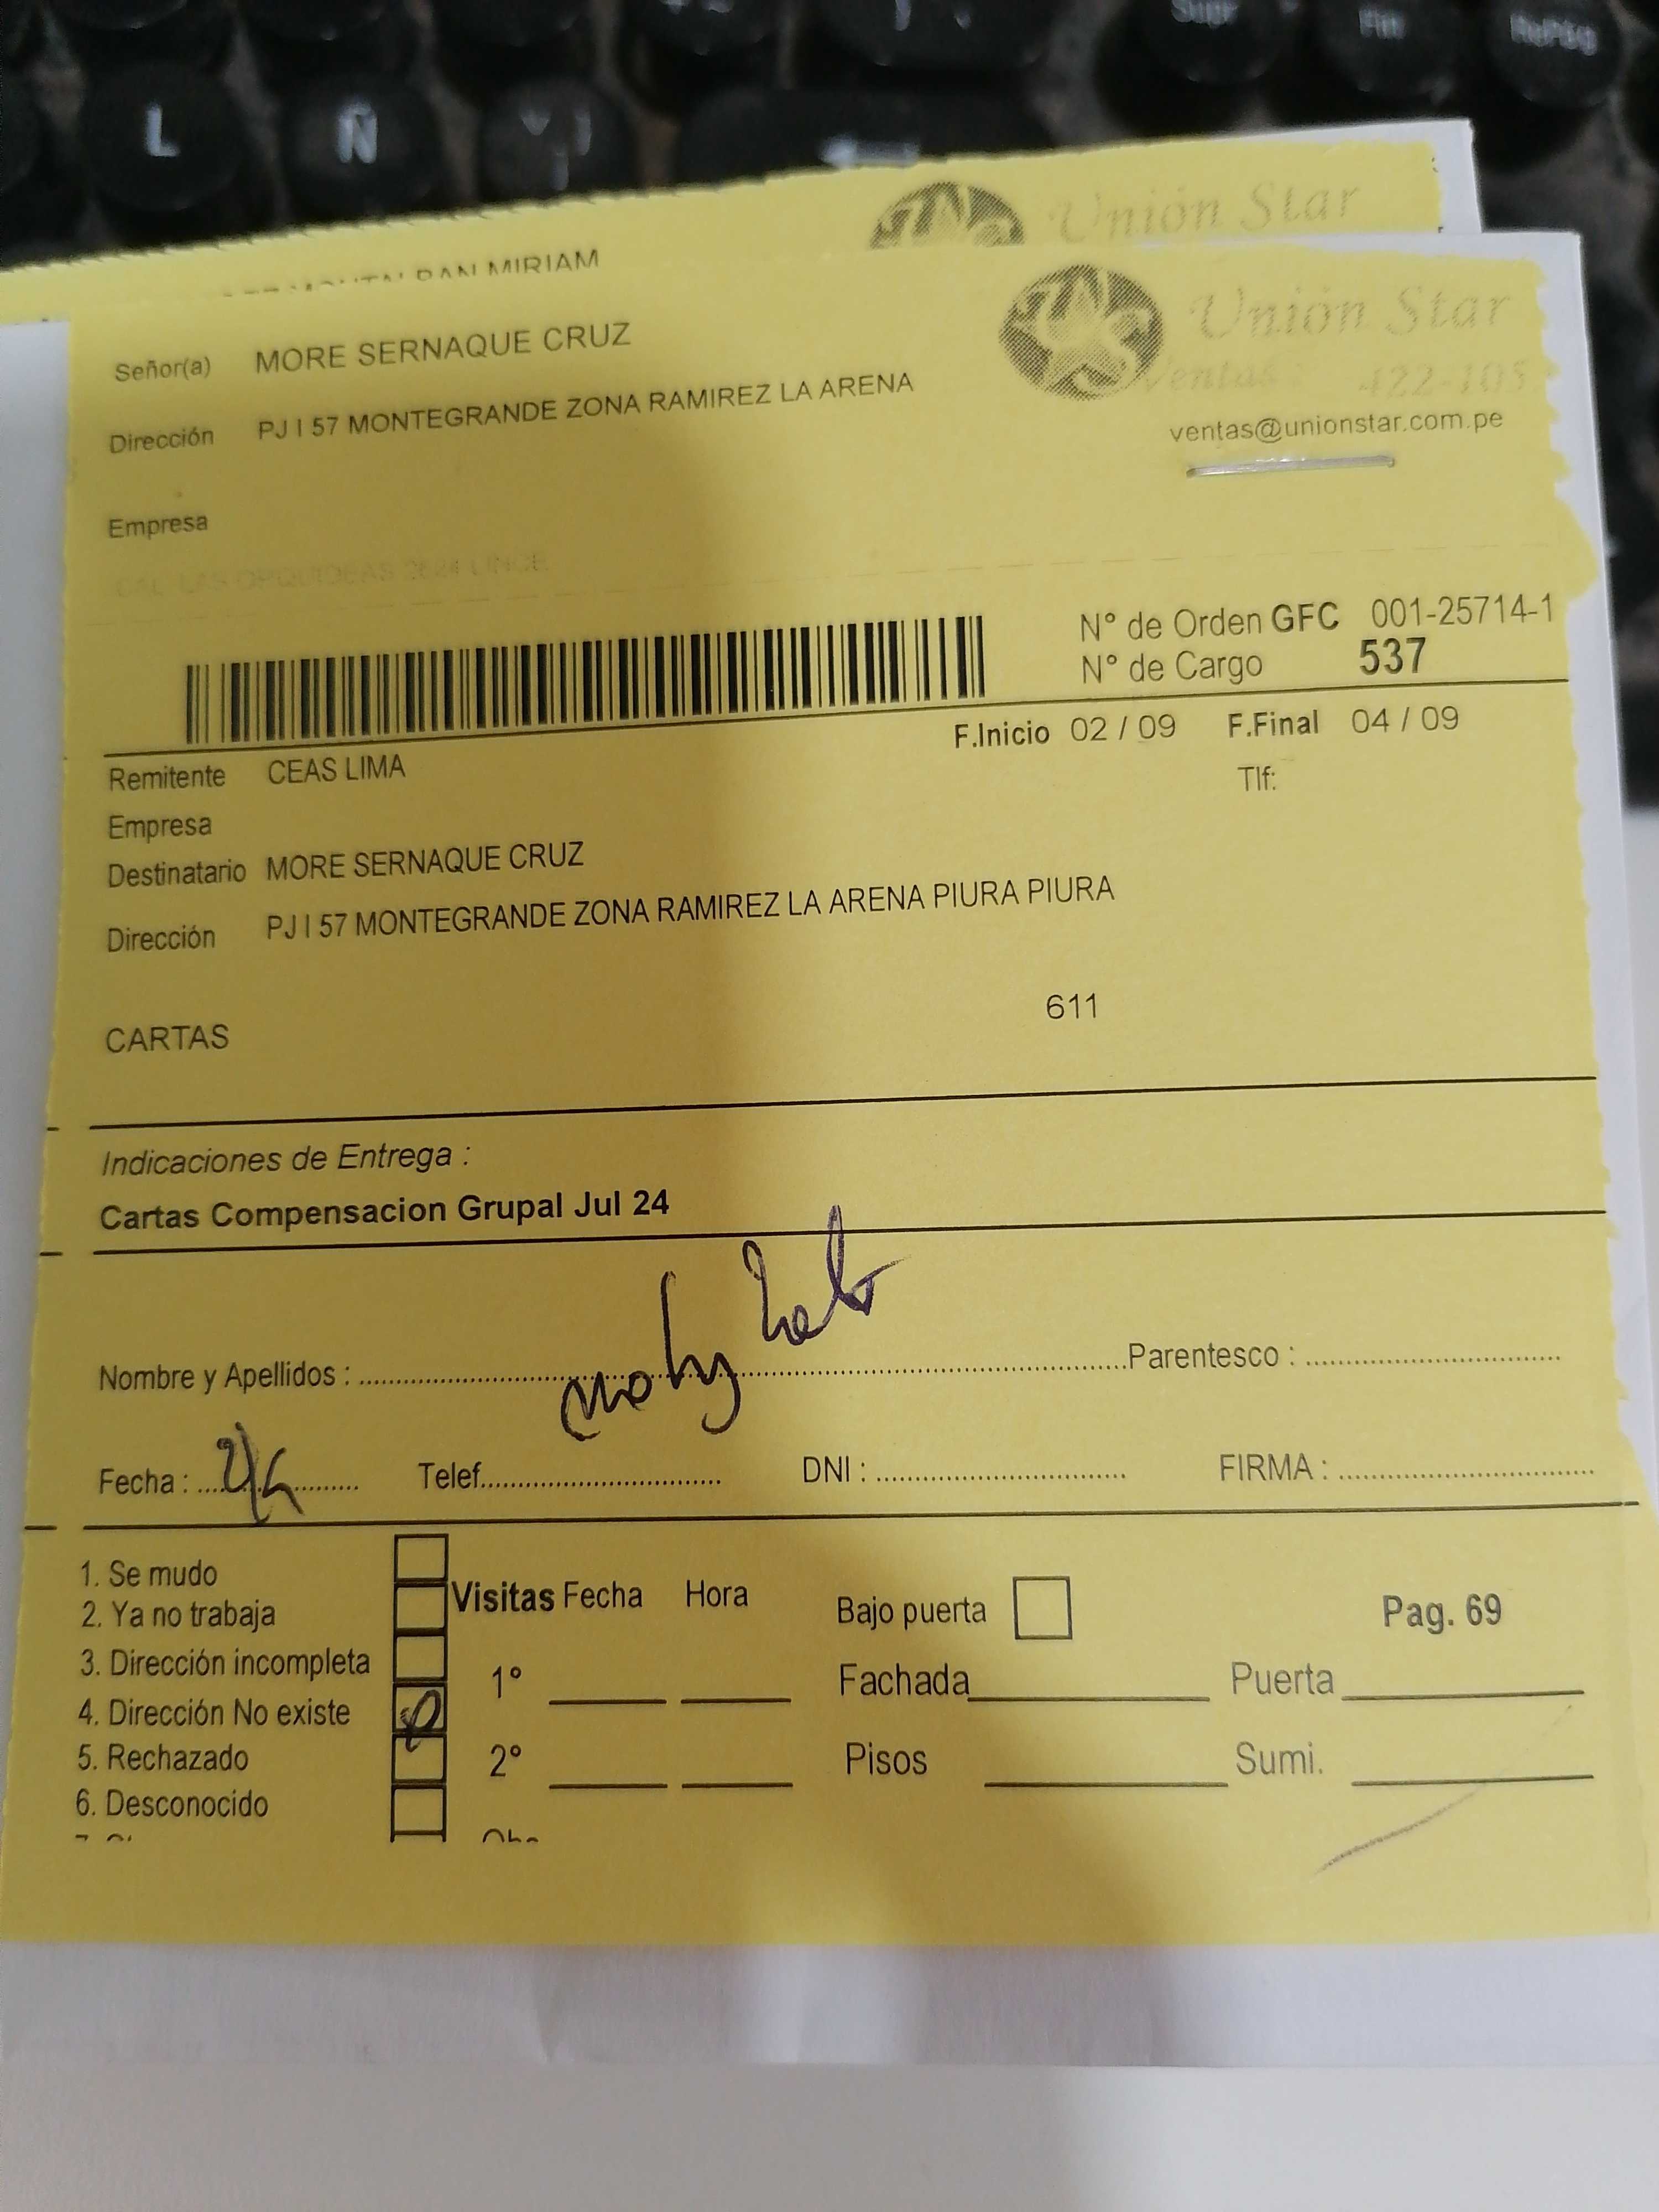 L Ñ
Supr Fin RePág
MIRIAM
Unión Star
Señor(a) MORE SERNAQUE CRUZ
Unión Star
Ventas: 422-105
Dirección PJ I 57 MONTEGRANDE ZONA RAMIREZ LA ARENA
ventas@unionstar.com.pe
Empresa
CAL LAS ORQUIDEAS 2624 LINCE
N° de Orden GFC 001-25714-1
N° de Cargo 537
F.Inicio 02 / 09 F.Final 04 / 09
Remitente CEAS LIMA
Tlf:
Empresa
Destinatario MORE SERNAQUE CRUZ
Dirección PJ I 57 MONTEGRANDE ZONA RAMIREZ LA ARENA PIURA PIURA
CARTAS 611
Indicaciones de Entrega :
Cartas Compensacion Grupal Jul 24
Nombre y Apellidos : Parentesco :
Fecha : Telef. DNI : FIRMA :
1. Se mudo
2. Ya no trabaja
3. Dirección incompleta
4. Dirección No existe
5. Rechazado
6. Desconocido
Visitas Fecha Hora
1°
2°
Bajo puerta Pag. 69
Fachada Puerta
Pisos Sumi.